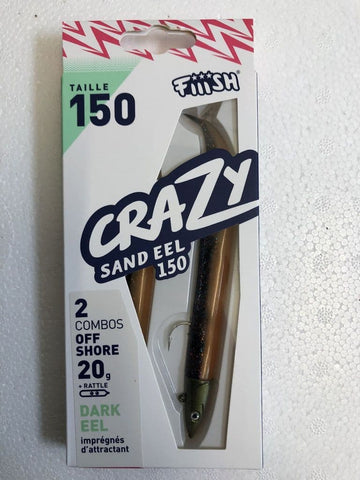 TAILLE
150
FIIISH
CRAZY
SAND EEL
150
2
COMBOS
OFF
SHORE
20g
+ RATTLE
DARK
EEL
imprégnés
d'attractant